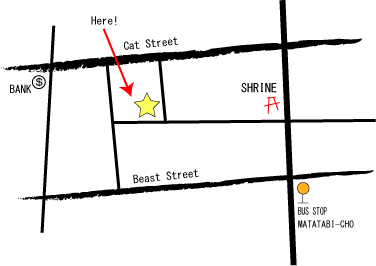 Here!
Cat Street
BANK
$
SHRINE
Beast Street
BUS STOP
MATATABI-CHO